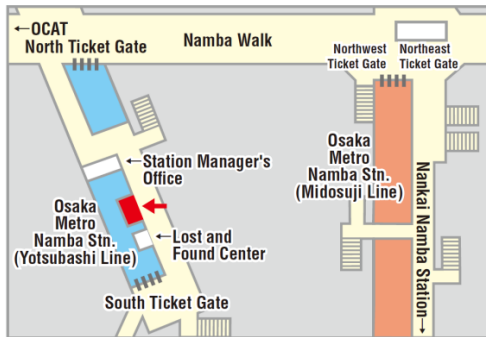 ←OCAT
North Ticket Gate
Namba Walk
Northwest
Ticket Gate
Northeast
Ticket Gate
←Station Manager's
Office
Osaka
Metro
Namba Stn.
(Midosuji Line)
Osaka
Metro
Namba Stn.
(Yotsubashi Line)
←Lost and
Found Center
South Ticket Gate
Nankai Namba Station→